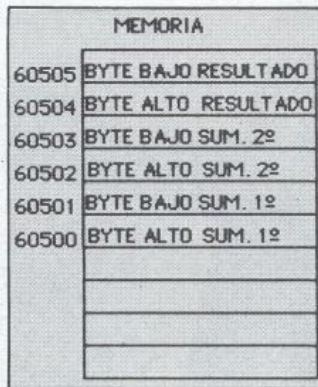 MEMORIA
60505 BYTE BAJO RESULTADO
60504 BYTE ALTO RESULTADO
60503 BYTE BAJO SUM. 2º
60502 BYTE ALTO SUM. 2º
60501 BYTE BAJO SUM. 1º
60500 BYTE ALTO SUM. 1º